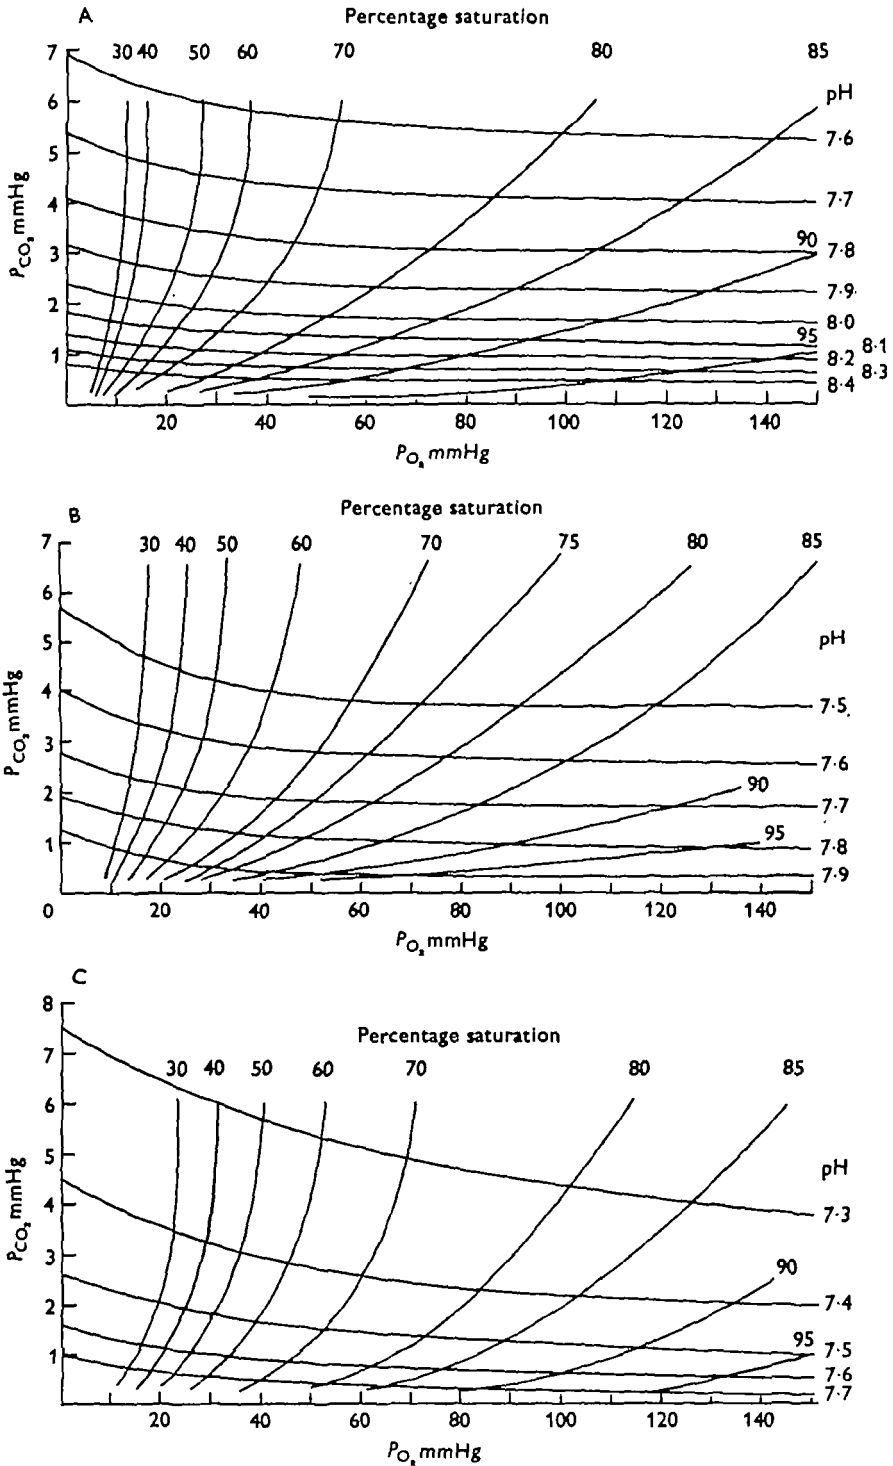 A
Percentage saturation
30 40 50 60 70 80 85
pH
7
6
5
4
3
2
1
90
95
7·6
7·7
7·8
7·9
8·0
8·1
8·2
8·3
8·4
20 40 60 80 100 120 140
PCO₂ mmHg
PO₂ mmHg
B
Percentage saturation
30 40 50 60 70 75 80 85
pH
7
6
5
4
3
2
1
90
95
7·5
7·6
7·7
7·8
7·9
0 20 40 60 80 100 120 140
PCO₂ mmHg
PO₂ mmHg
C
Percentage saturation
30 40 50 60 70 80 85
pH
8
7
6
5
4
3
2
1
90
95
7·3
7·4
7·5
7·6
7·7
20 40 60 80 100 120 140
PCO₂ mmHg
PO₂ mmHg